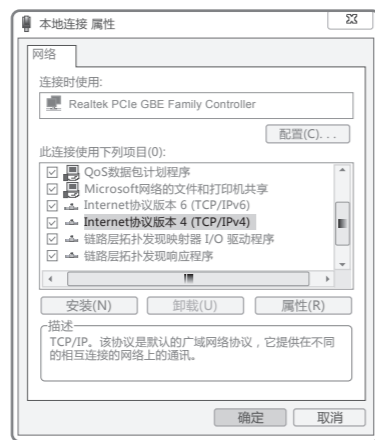 本地连接 属性
网络
连接时使用:
Realtek PCIe GBE Family Controller
配置(C). . .
此连接使用下列项目(0):
QoS数据包计划程序
Microsoft网络的文件和打印机共享
Internet协议版本 6 (TCP/IPv6)
Internet协议版本 4 (TCP/IPv4)
链路层拓扑发现映射器 I/O 驱动程序
链路层拓扑发现响应程序
安装(N) 卸载(U) 属性(R)
描述
TCP/IP。该协议是默认的广域网络协议，它提供在不同
的相互连接的网络上的通讯。
确定 取消